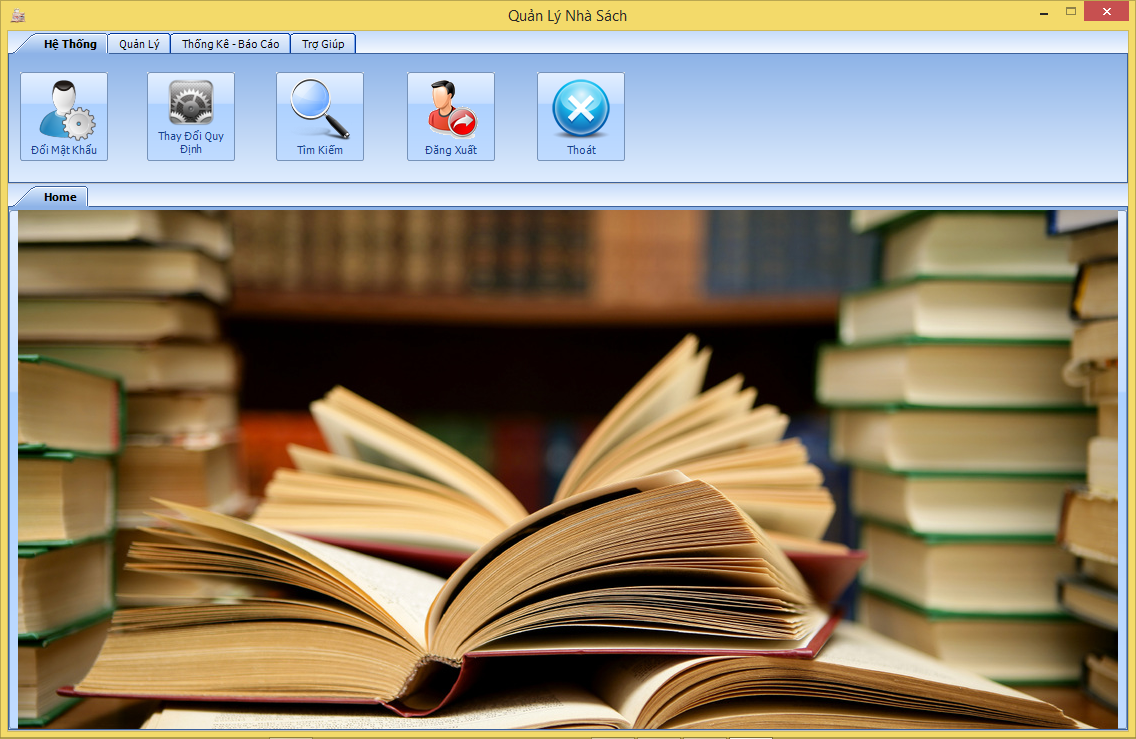 Quản Lý Nhà Sách
Hệ Thống
Quản Lý
Thống Kê - Báo Cáo
Trợ Giúp
Đổi Mật Khẩu
Thay Đổi Quy
Định
Tìm Kiếm
Đăng Xuất
Thoát
Home